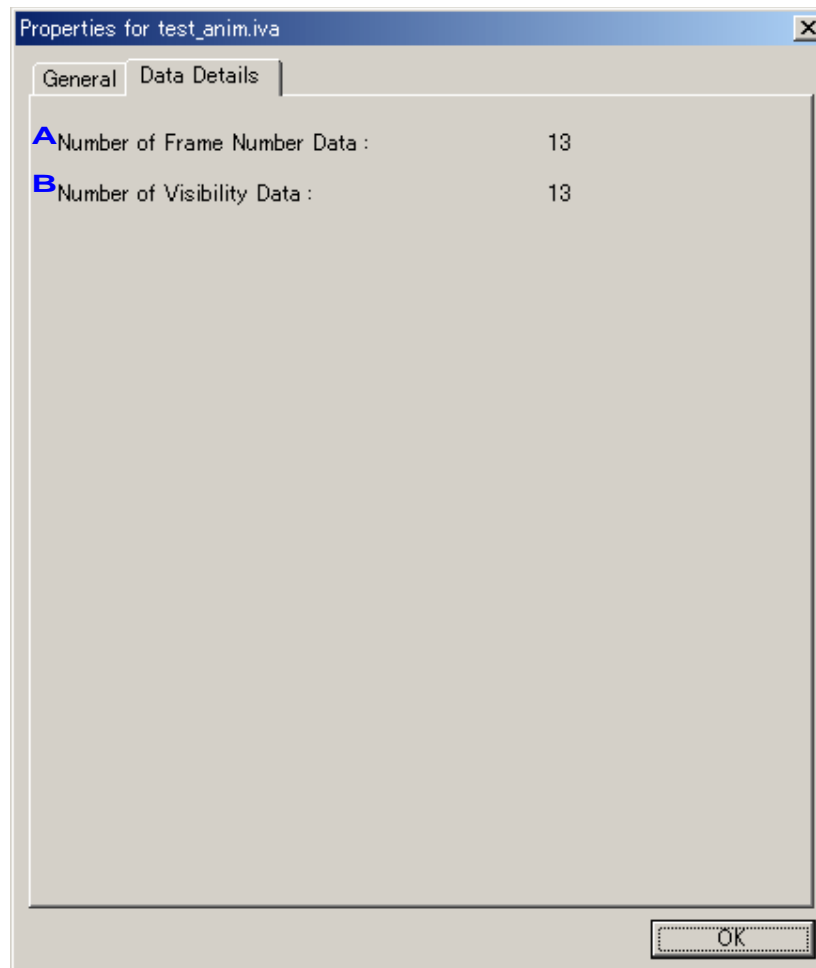 Properties for test_anim.iva
General Data Details
A Number of Frame Number Data : 13
B Number of Visibility Data : 13
OK